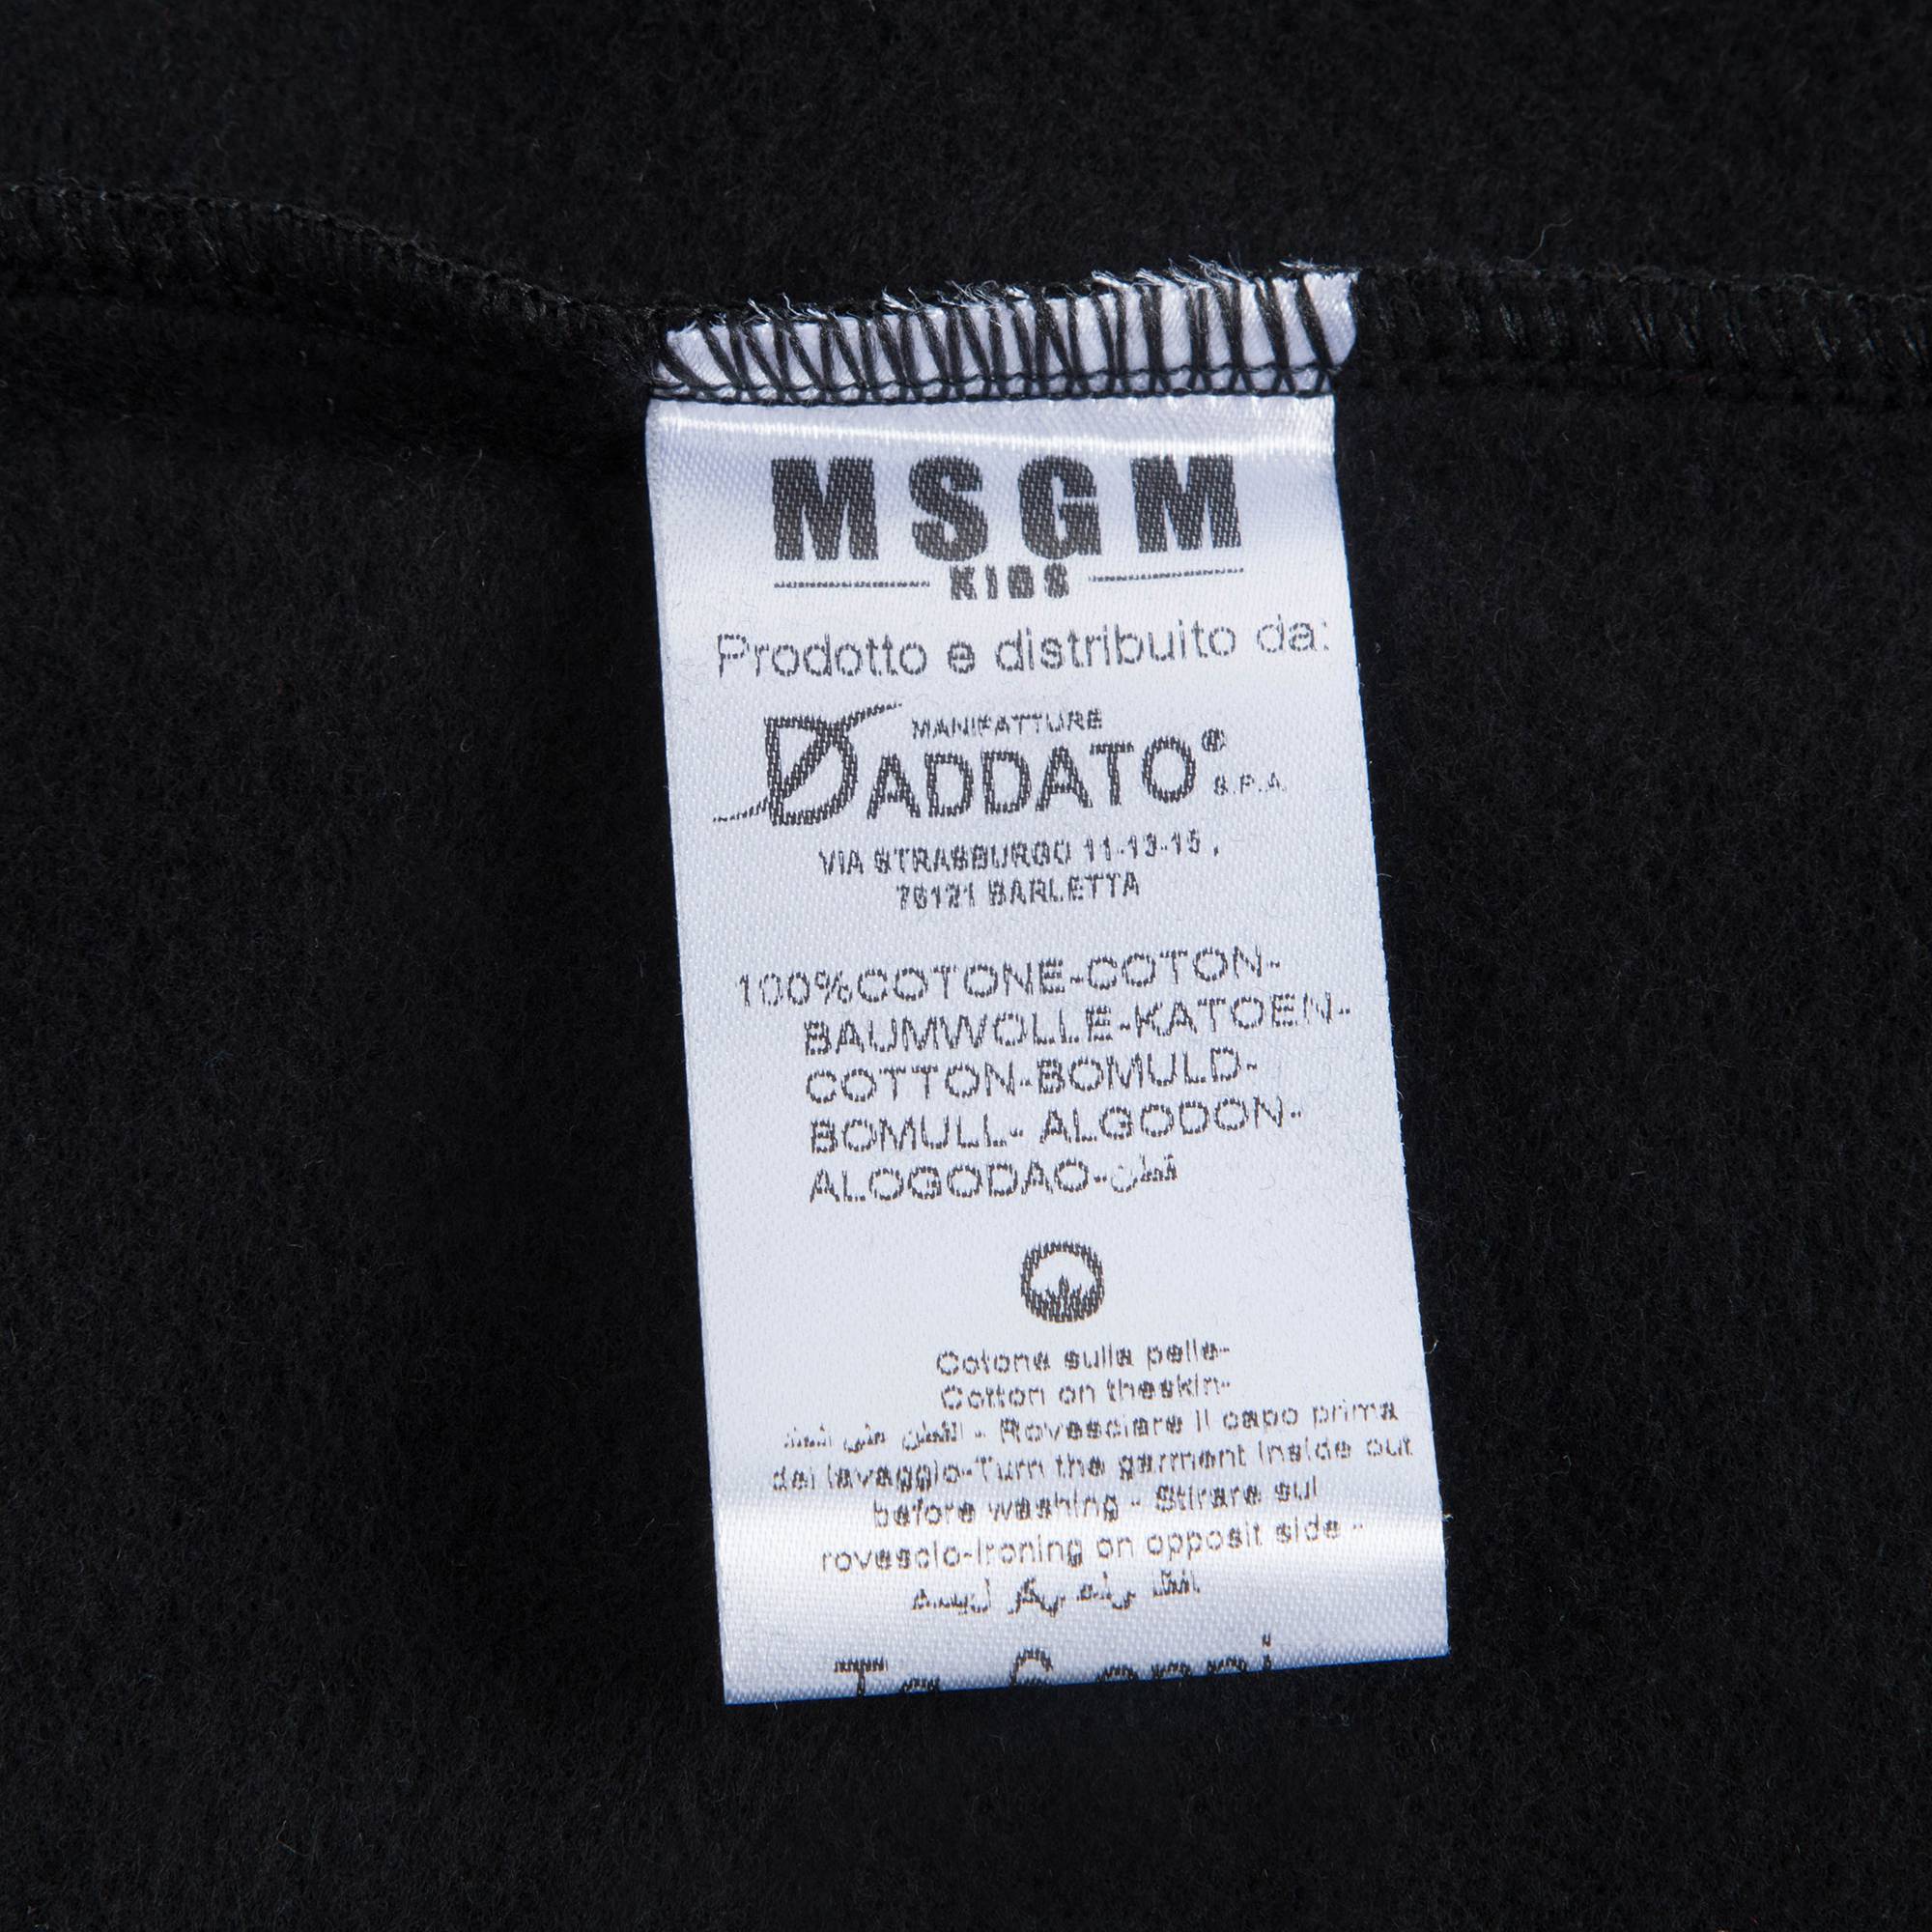 MSGM
KIDS
Prodotto e distribuito da:
MANIFATTURE
DADDATO® S.P.A.
VIA STRASBURGO 11-13-15 ,
76121 BARLETTA
100%COTONE-COTON-
BAUMWOLLE-KATOEN-
COTTON-BOMULD-
BOMULL- ALGODON-
ALOGODAO-قطن
Cotone sulla pelle-
Cotton on theskin-
- Rovesciare il capo prima
del lavaggio-Turn the garment inside out
before washing - Stirare sul
rovescio-Ironing on opposit side -